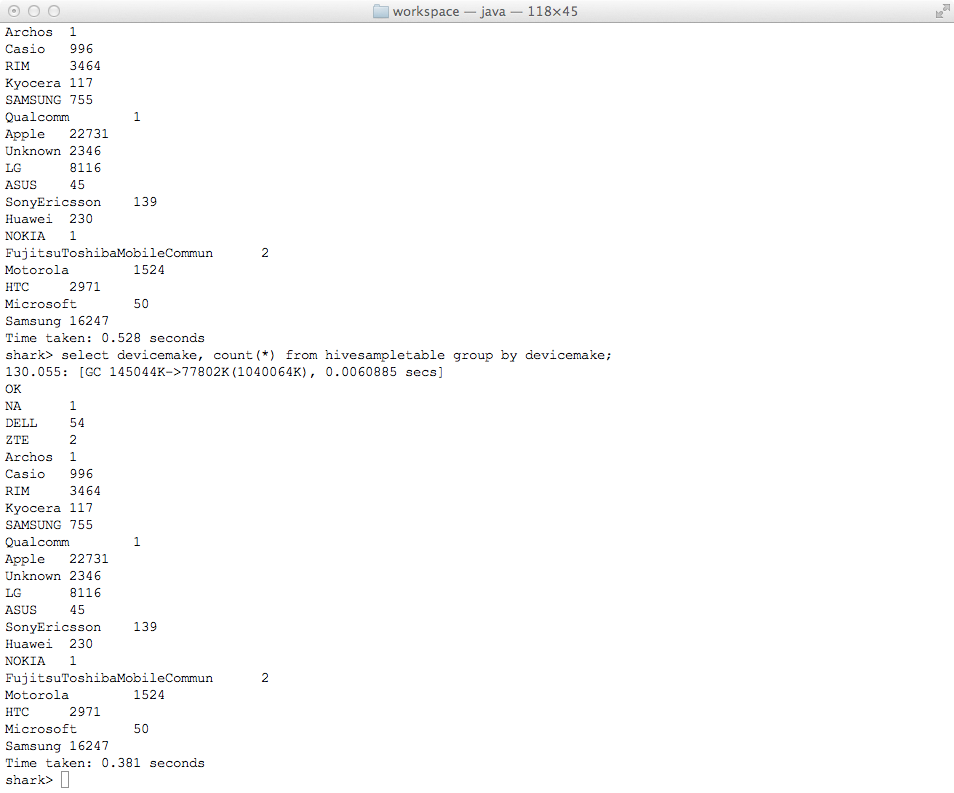 workspace — java — 118×45
Archos 1
Casio 996
RIM 3464
Kyocera 117
SAMSUNG 755
Qualcomm 1
Apple 22731
Unknown 2346
LG 8116
ASUS 45
SonyEricsson 139
Huawei 230
NOKIA 1
FujitsuToshibaMobileCommun 2
Motorola 1524
HTC 2971
Microsoft 50
Samsung 16247
Time taken: 0.528 seconds
shark> select devicemake, count(*) from hivesampletable group by devicemake;
130.055: [GC 145044K->77802K(1040064K), 0.0060885 secs]
OK
NA 1
DELL 54
ZTE 2
Archos 1
Casio 996
RIM 3464
Kyocera 117
SAMSUNG 755
Qualcomm 1
Apple 22731
Unknown 2346
LG 8116
ASUS 45
SonyEricsson 139
Huawei 230
NOKIA 1
FujitsuToshibaMobileCommun 2
Motorola 1524
HTC 2971
Microsoft 50
Samsung 16247
Time taken: 0.381 seconds
shark>